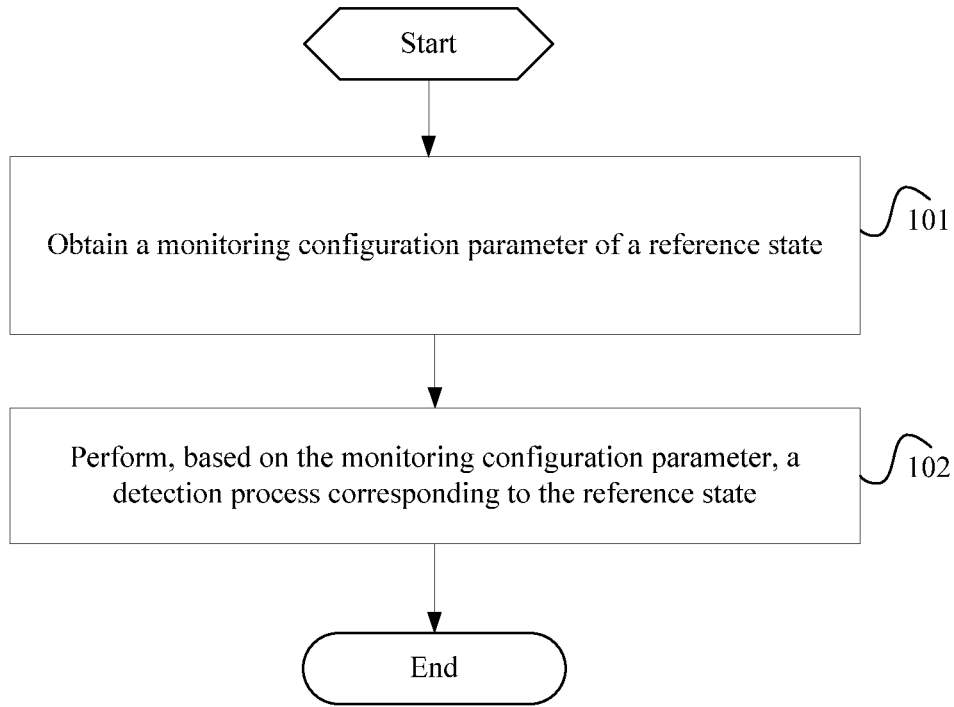 Start
Obtain a monitoring configuration parameter of a reference state
101
Perform, based on the monitoring configuration parameter, a
detection process corresponding to the reference state
102
End